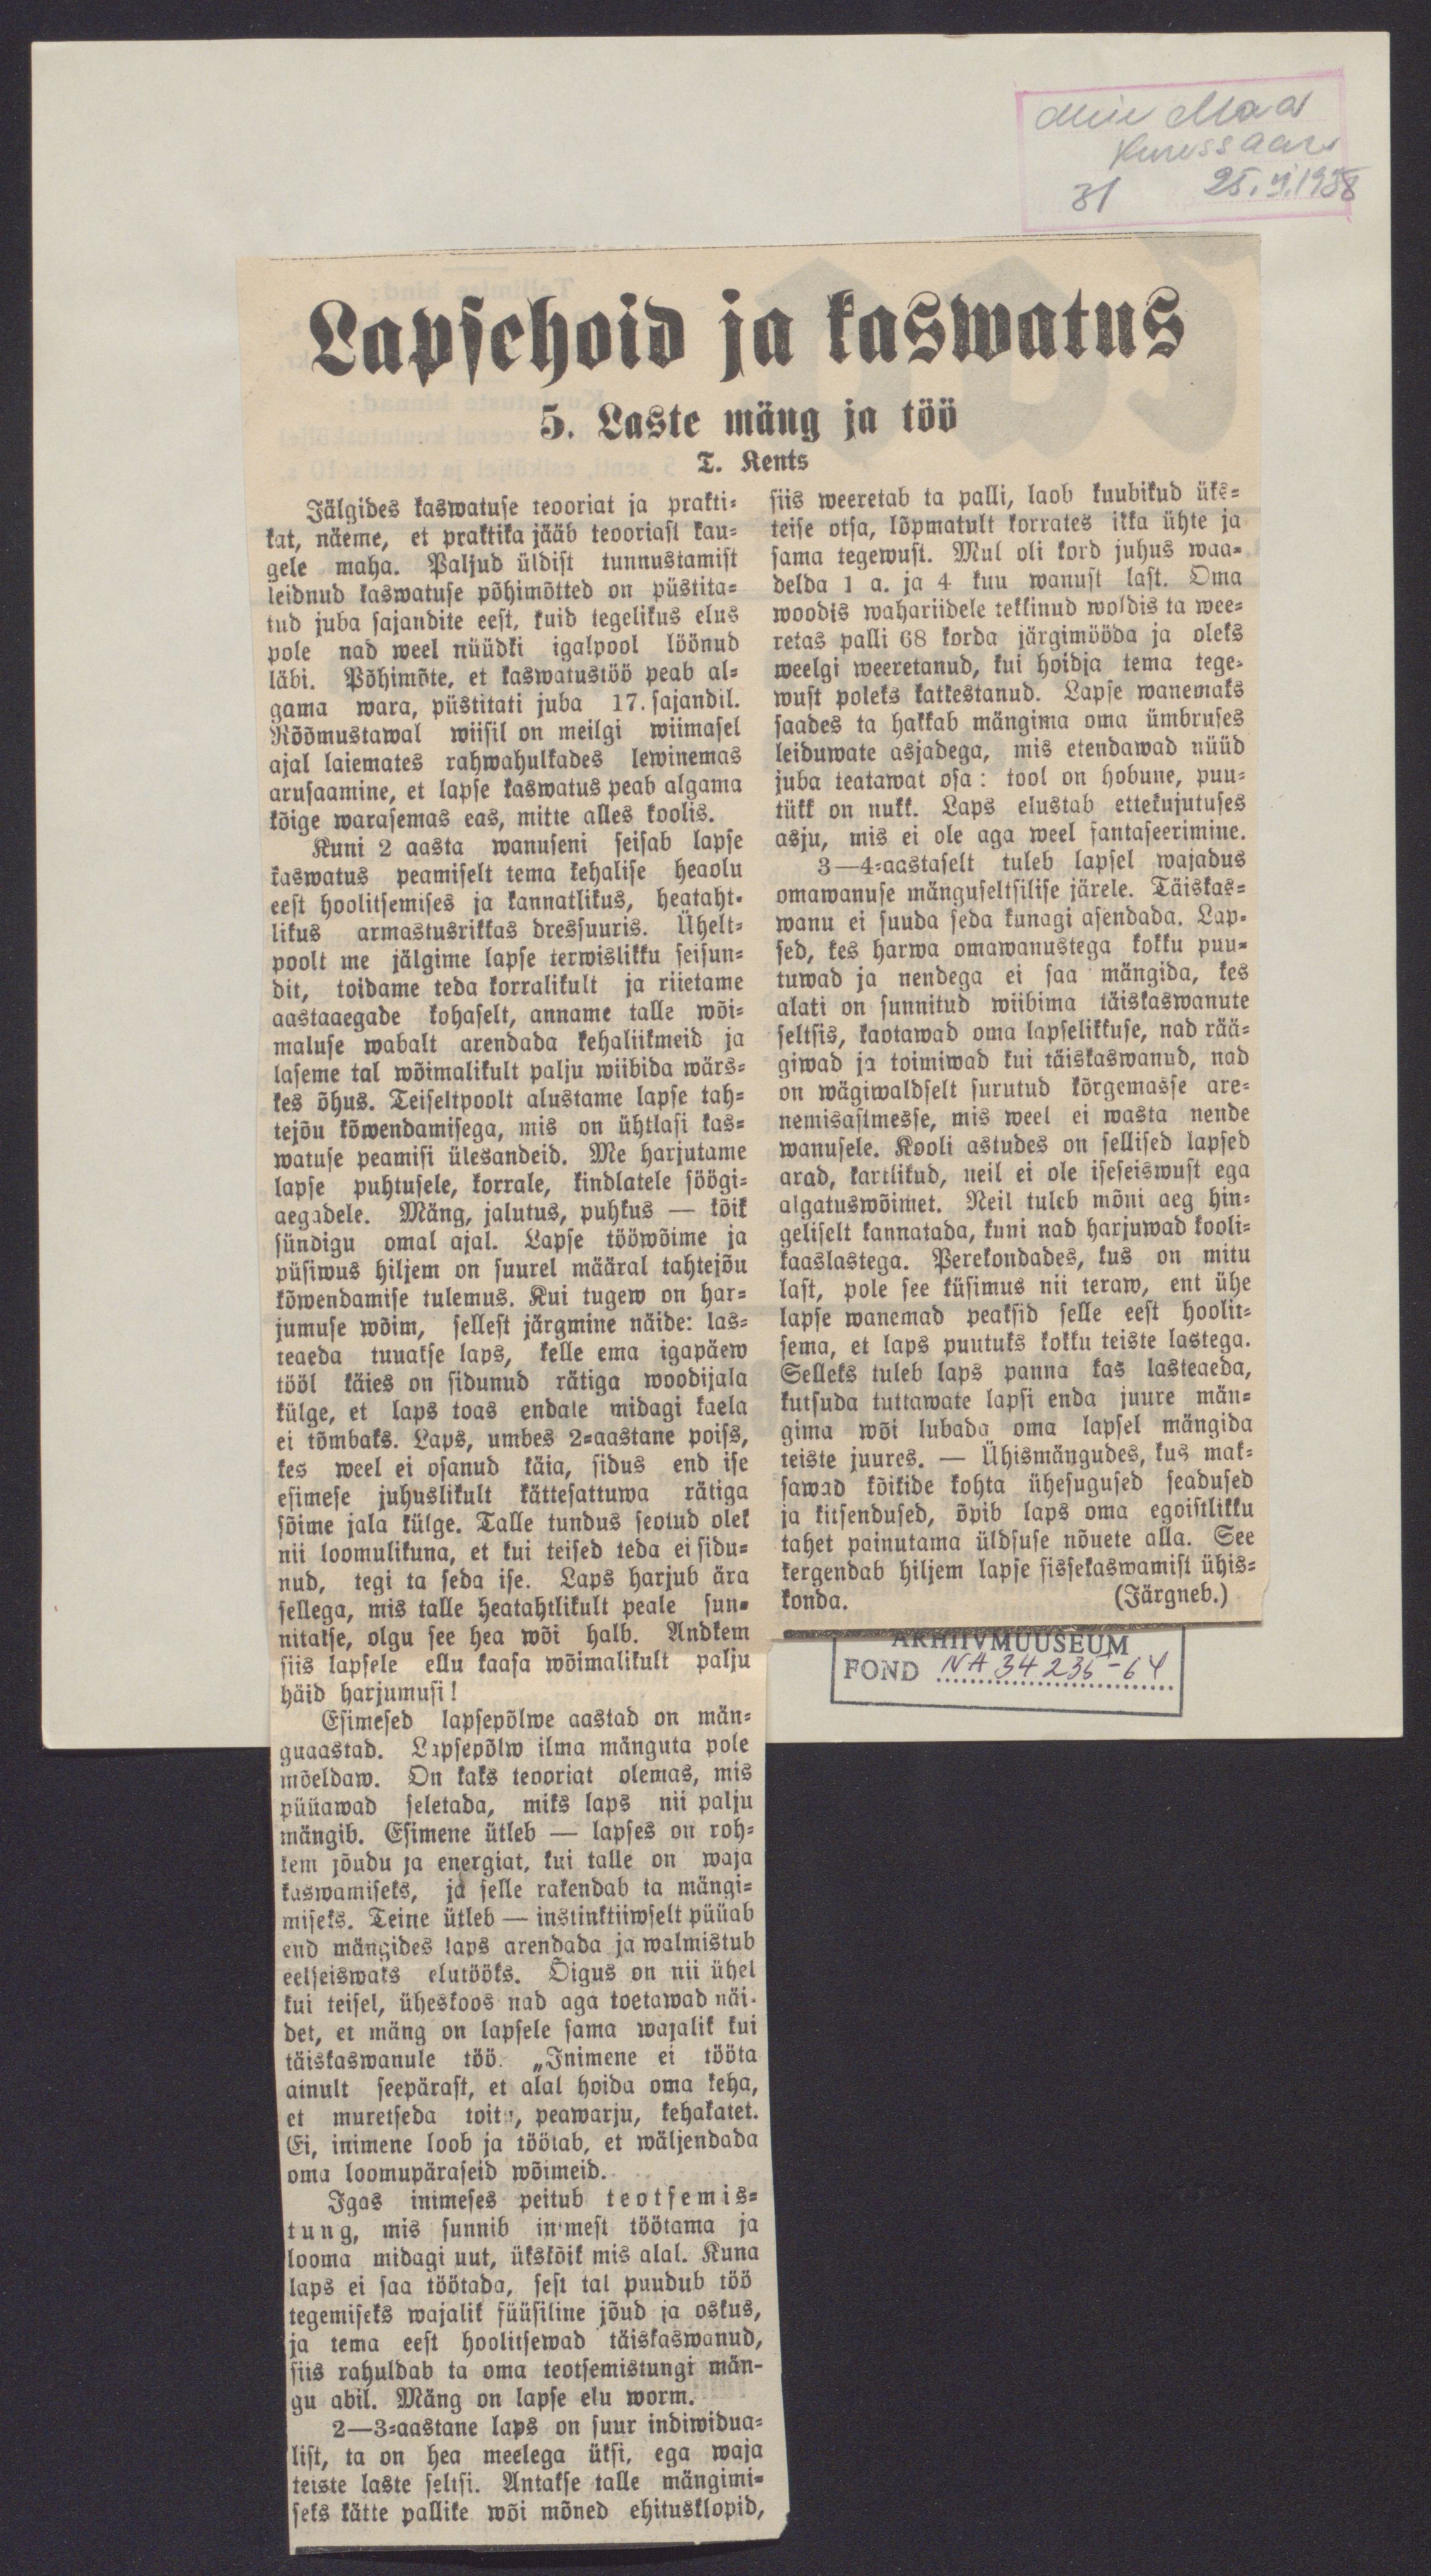 Maa
Kuressaare
31 25. .1938
Lapsehoid ja kaswatus
5. Laste mäng ja töö
T. Kents
Jälgides kaswatuse teooriat ja prakti-
kat, näeme, et praktika jääb teooriast kau-
gele maha. Paljud üldist tunnustamist
leidnud kaswatuse põhimõtted on püstita-
tud juba sajandite eest, kuid tegelikus elus
pole nad weel nüüdki igalpool löönud
läbi. Põhimõte, et kaswatustöö peab al-
gama wara, püstitati juba 17. sajandil.
Rõõmustawal wiisil on meilgi wiimasel
ajal laiemates rahwahulkades lewinemas
arusaamine, et lapse kaswatus peab algama
kõige warasemas eas, mitte alles koolis.
Kuni 2 aasta wanuseni seisab lapse
kaswatus peamiselt tema kehalise heaolu
eest hoolitsemises ja kannatlikus, heataht-
likus armastusrikkas dressuuris. Ühelt-
poolt me jälgime lapse terwislikku seisun-
dit, toidame teda korralikult ja riietame
aastaaegade kohaselt, anname talle wõi-
maluse wabalt arendada kehaliikmeid ja
laseme tal wõimalikult palju wiibida wärs-
kes õhus. Teiseltpoolt alustame lapse tah-
tejõu kõwendamisega, mis on ühtlasi kas-
watuse peamisi ülesandeid. Me harjutame
lapse puhtusele, korrale, kindlatele söögi-
aegadele. Mäng, jalutus, puhkus — kõik
sündigu omal ajal. Lapse tööwõime ja
püsiwus hiljem on suurel määral tahtejõu
kõwendamise tulemus. Kui tugew on har-
jumuse wõim, sellest järgmine näide: las-
teaeda tuuakse laps, kelle ema igapäew
tööl käies on sidunud rätiga woodijala
külge, et laps toas endale midagi kaela
ei tõmbaks. Laps, umbes 2-aastane poiss,
kes weel ei osanud käia, sidus end ise
esimese juhuslikult kättesattuwa rätiga
sõime jala külge. Talle tundus seotud olek
nii loomulikuna, et kui teised teda ei sidu-
nud, tegi ta seda ise. Laps harjub ära
sellega, mis talle heatahtlikult peale sun-
nitakse, olgu see hea wõi halb. Andkem
siis lapsele ellu kaasa wõimalikult palju
häid harjumusi!
Esimesed lapsepõlwe aastad on män-
guaastad. Lapsepõlw ilma mänguta pole
mõeldaw. On kaks teooriat olemas, mis
püüawad seletada, miks laps nii palju
mängib. Esimene ütleb — lapses on roh-
kem jõudu ja energiat, kui talle on waja
kaswamiseks, ja selle rakendab ta mängi-
miseks. Teine ütleb — instinktiiwselt püüab
end mängides laps arendada ja walmistub
eelseiswaks elutööks. Õigus on nii ühel
kui teisel, üheskoos nad aga toetawad näi-
det, et mäng on lapsele sama wajalik kui
täiskaswanule töö. „Inimene ei tööta
ainult seepärast, et alal hoida oma keha,
et muretseda toitu, peawarju, kehakatet.
Ei, inimene loob ja töötab, et wäljendada
oma loomupäraseid wõimeid.
Igas inimeses peitub teotsemis-
tung, mis sunnib inimest töötama ja
looma midagi uut, ükskõik mis alal. Kuna
laps ei saa töötada, sest tal puudub töö
tegemiseks wajalik füüsiline jõud ja oskus,
ja tema eest hoolitsewad täiskaswanud,
siis rahuldab ta oma teotsemistungi män-
gu abil. Mäng on lapse elu worm.
2—3-aastane laps on suur indiwidua-
list, ta on hea meelega üksi, ega waja
teiste laste seltsi. Antakse talle mängimi-
seks kätte pallike wõi mõned ehitusklopid,
siis weeretab ta palli, laob kuubikud üks-
teise otsa, lõpmatult korrates ikka ühte ja
sama tegewust. Mul oli kord juhus waa-
delda 1 a. ja 4 kuu wanust last. Oma
woodis wahariidele tekkinud woldis ta wee-
retas palli 68 korda järgimööda ja oleks
weelgi weeretanud, kui hoidja tema tege-
wust poleks katkestanud. Lapse wanemaks
saades ta hakkab mängima oma ümbruses
leiduwate asjadega, mis etendawad nüüd
juba teatawat osa: tool on hobune, puu-
tükk on nukk. Laps elustab ettekujutuses
asju, mis ei ole aga weel fantaseerimine.
3—4-aastaselt tuleb lapsel wajadus
omawanuse mänguseltsilise järele. Täiskas-
wanu ei suuda seda kunagi asendada. Lap-
sed, kes harwa omawanustega kokku puu-
tuwad ja nendega ei saa mängida, kes
alati on sunnitud wiibima täiskaswanute
seltsis, kaotawad oma lapselikkuse, nad rää-
giwad ja toimiwad kui täiskaswanud, nad
on wägiwaldselt surutud kõrgemasse are-
nemisastmesse, mis weel ei wasta nende
wanusele. Kooli astudes on sellised lapsed
arad, kartlikud, neil ei ole iseseiswust ega
algatuswõimet. Neil tuleb mõni aeg hin-
geliselt kannatada, kuni nad harjuwad kooli-
kaaslastega. Perekondades, kus on mitu
last, pole see küsimus nii teraw, ent ühe
lapse wanemad peaksid selle eest hoolit-
sema, et laps puutuks kokku teiste lastega.
Selleks tuleb laps panna kas lasteaeda,
kutsuda tuttawate lapsi enda juure män-
gima wõi lubada oma lapsel mängida
teiste juures. — Ühismängudes, kus mak-
sawad kõikide kohta ühesugused seadused
ja kitsendused, õpib laps oma egoistlikku
tahet painutama üldsuse nõuete alla. See
kergendab hiljem lapse sissekaswamist ühis-
konda. (Järgneb.)
ARHIIVMUUSEUM
FOND NA 34 236-64